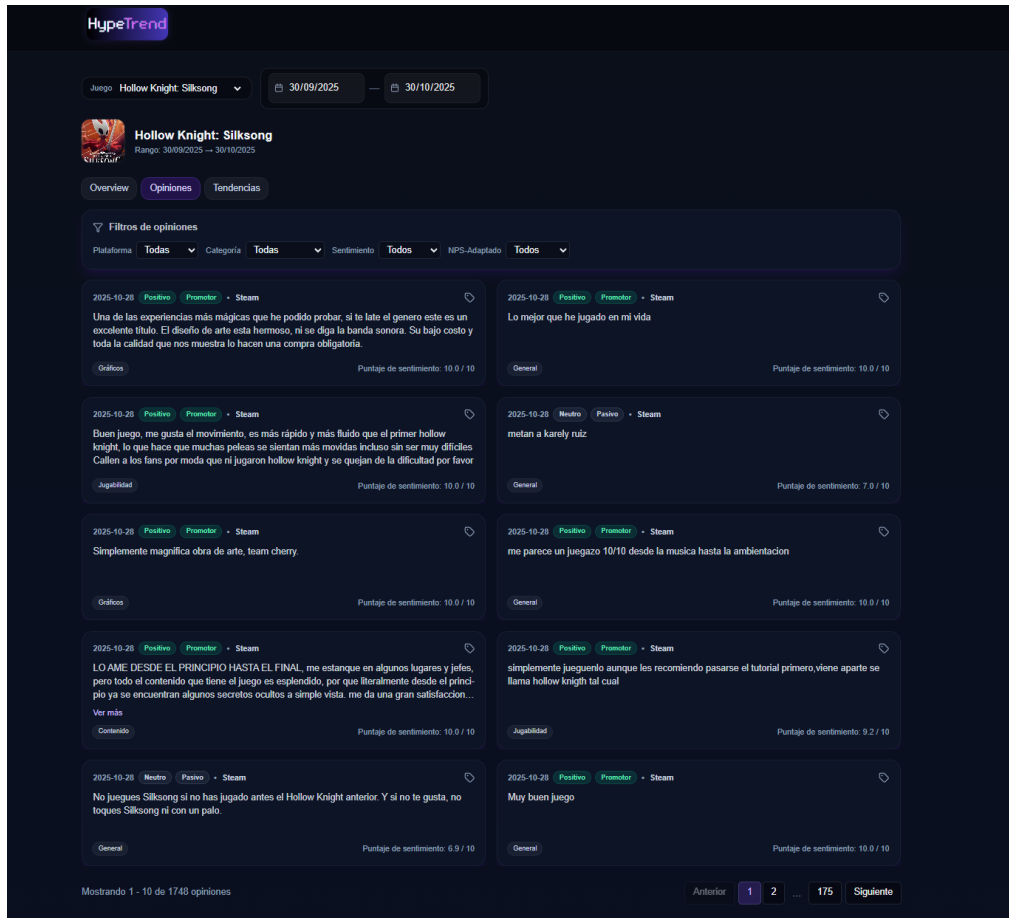 HypeTrend
Juego Hollow Knight: Silksong 30/09/2025 — 30/10/2025
Hollow Knight: Silksong
Rango: 30/09/2025 → 30/10/2025
Overview Opiniones Tendencias
Filtros de opiniones
Plataforma Todas Categoría Todas Sentimiento Todos NPS-Adaptado Todos
2025-10-28 Positivo Promotor • Steam
Una de las experiencias más mágicas que he podido probar, si te late el genero este es un
excelente título. El diseño de arte esta hermoso, ni se diga la banda sonora. Su bajo costo y
toda la calidad que nos muestra lo hacen una compra obligatoria.
Gráficos Puntaje de sentimiento: 10.0 / 10
2025-10-28 Positivo Promotor • Steam
Lo mejor que he jugado en mi vida
General Puntaje de sentimiento: 10.0 / 10
2025-10-28 Positivo Promotor • Steam
Buen juego, me gusta el movimiento, es más rápido y más fluido que el primer hollow
knight, lo que hace que muchas peleas se sientan más movidas incluso sin ser muy difíciles
Callen a los fans por moda que ni jugaron hollow knight y se quejan de la dificultad por favor
Jugabilidad Puntaje de sentimiento: 10.0 / 10
2025-10-28 Neutro Pasivo • Steam
metan a karely ruiz
General Puntaje de sentimiento: 7.0 / 10
2025-10-28 Positivo Promotor • Steam
Simplemente magnifica obra de arte, team cherry.
Gráficos Puntaje de sentimiento: 10.0 / 10
2025-10-28 Positivo Promotor • Steam
me parece un juegazo 10/10 desde la musica hasta la ambientacion
General Puntaje de sentimiento: 10.0 / 10
2025-10-28 Positivo Promotor • Steam
LO AME DESDE EL PRINCIPIO HASTA EL FINAL, me estanque en algunos lugares y jefes,
pero todo el contenido que tiene el juego es esplendido, por que literalmente desde el princi-
pio ya se encuentran algunos secretos ocultos a simple vista. me da una gran satisfaccion...
Ver más
Contenido Puntaje de sentimiento: 10.0 / 10
2025-10-28 Positivo Promotor • Steam
simplemente jueguenlo aunque les recomiendo pasarse el tutorial primero,viene aparte se
llama hollow knigth tal cual
Jugabilidad Puntaje de sentimiento: 9.2 / 10
2025-10-28 Neutro Pasivo • Steam
No juegues Silksong si no has jugado antes el Hollow Knight anterior. Y si no te gusta, no
toques Silksong ni con un palo.
General Puntaje de sentimiento: 6.9 / 10
2025-10-28 Positivo Promotor • Steam
Muy buen juego
General Puntaje de sentimiento: 10.0 / 10
Mostrando 1 - 10 de 1748 opiniones
Anterior 1 2 ... 175 Siguiente